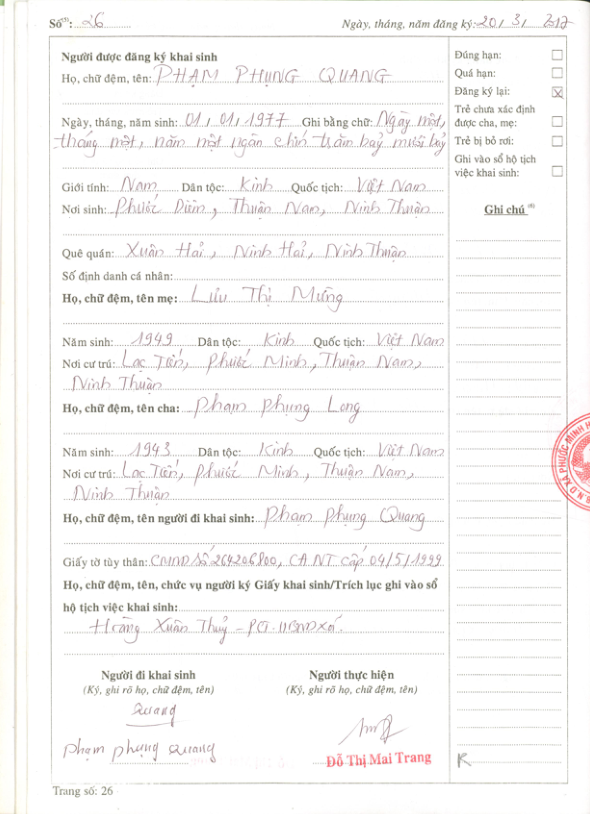 Số⁽⁵⁾: 26 Ngày, tháng, năm đăng ký: 20 / 3 / 2017
Người được đăng ký khai sinh
Họ, chữ đệm, tên: PHẠM PHỤNG QUANG
Ngày, tháng, năm sinh: 01 / 01 / 1977 Ghi bằng chữ: Ngày một,
tháng một, năm một ngàn chín trăm bảy mươi bảy
Giới tính: Nam Dân tộc: Kinh Quốc tịch: Việt Nam
Nơi sinh: Phước Diêm, Thuận Nam, Ninh Thuận
Quê quán: Xuân Hải, Ninh Hải, Ninh Thuận
Số định danh cá nhân:
Họ, chữ đệm, tên mẹ: Lưu Thị Mừng
Năm sinh: 1949 Dân tộc: Kinh Quốc tịch: Việt Nam
Nơi cư trú: Lạc Tiến, Phước Minh, Thuận Nam,
Ninh Thuận
Họ, chữ đệm, tên cha: Phạm Phụng Long
Năm sinh: 1943 Dân tộc: Kinh Quốc tịch: Việt Nam
Nơi cư trú: Lạc Tiến, Phước Minh, Thuận Nam,
Ninh Thuận
Họ, chữ đệm, tên người đi khai sinh: Phạm Phụng Quang
Giấy tờ tùy thân: CMND số 264206800, CA.NT cấp 04/5/1999
Họ, chữ đệm, tên, chức vụ người ký Giấy khai sinh/Trích lục ghi vào sổ
hộ tịch việc khai sinh:
Hoàng Xuân Thuỷ - PCT.UBND xã.
Người đi khai sinh
(Ký, ghi rõ họ, chữ đệm, tên)
Quang
Phạm Phụng Quang
Người thực hiện
(Ký, ghi rõ họ, chữ đệm, tên)
Đỗ Thị Mai Trang
Đúng hạn:
Quá hạn:
Đăng ký lại: X
Trẻ chưa xác định
được cha, mẹ:
Trẻ bị bỏ rơi:
Ghi vào sổ hộ tịch
việc khai sinh:
Ghi chú ⁽⁶⁾
U.B.N.D XÃ PHƯỚC MINH H
Trang số: 26